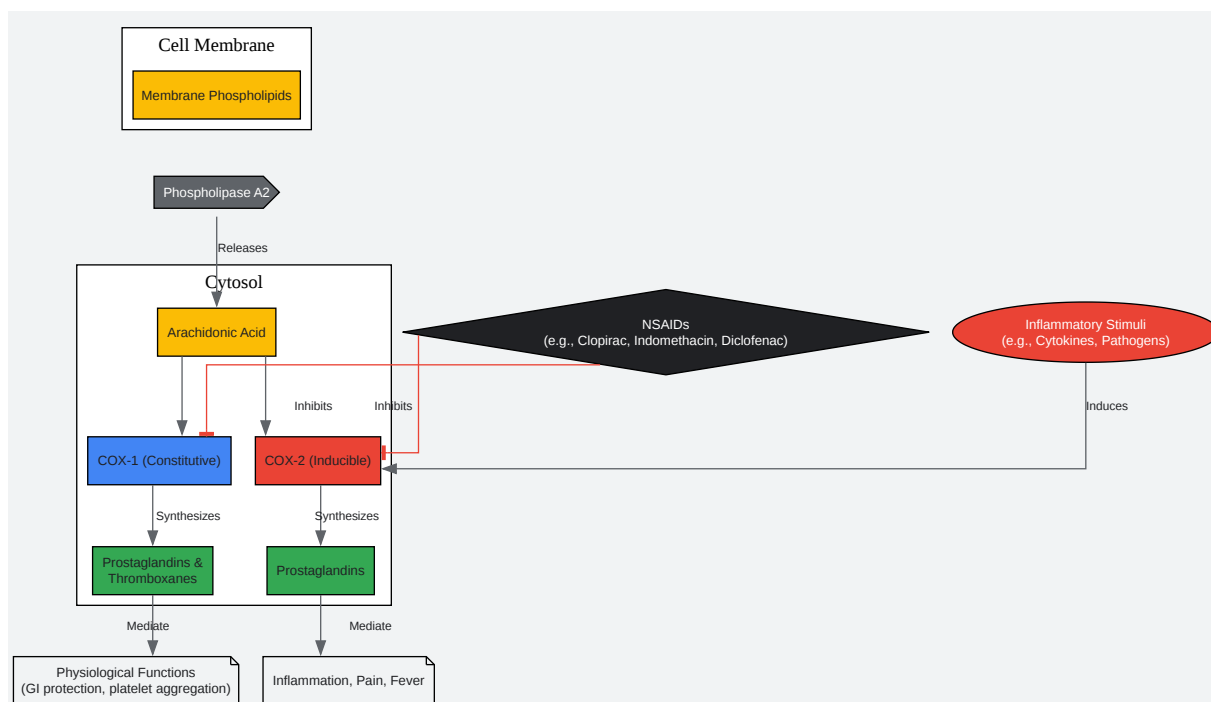 Cell Membrane
Membrane Phospholipids
Phospholipase A2
Releases
Cytosol
Arachidonic Acid
NSAIDs
(e.g., Clopirac, Indomethacin, Diclofenac)
Inflammatory Stimuli
(e.g., Cytokines, Pathogens)
Inhibits
Inhibits
Induces
COX-1 (Constitutive)
COX-2 (Inducible)
Synthesizes
Synthesizes
Prostaglandins &
Thromboxanes
Prostaglandins
Mediate
Mediate
Physiological Functions
(GI protection, platelet aggregation)
Inflammation, Pain, Fever